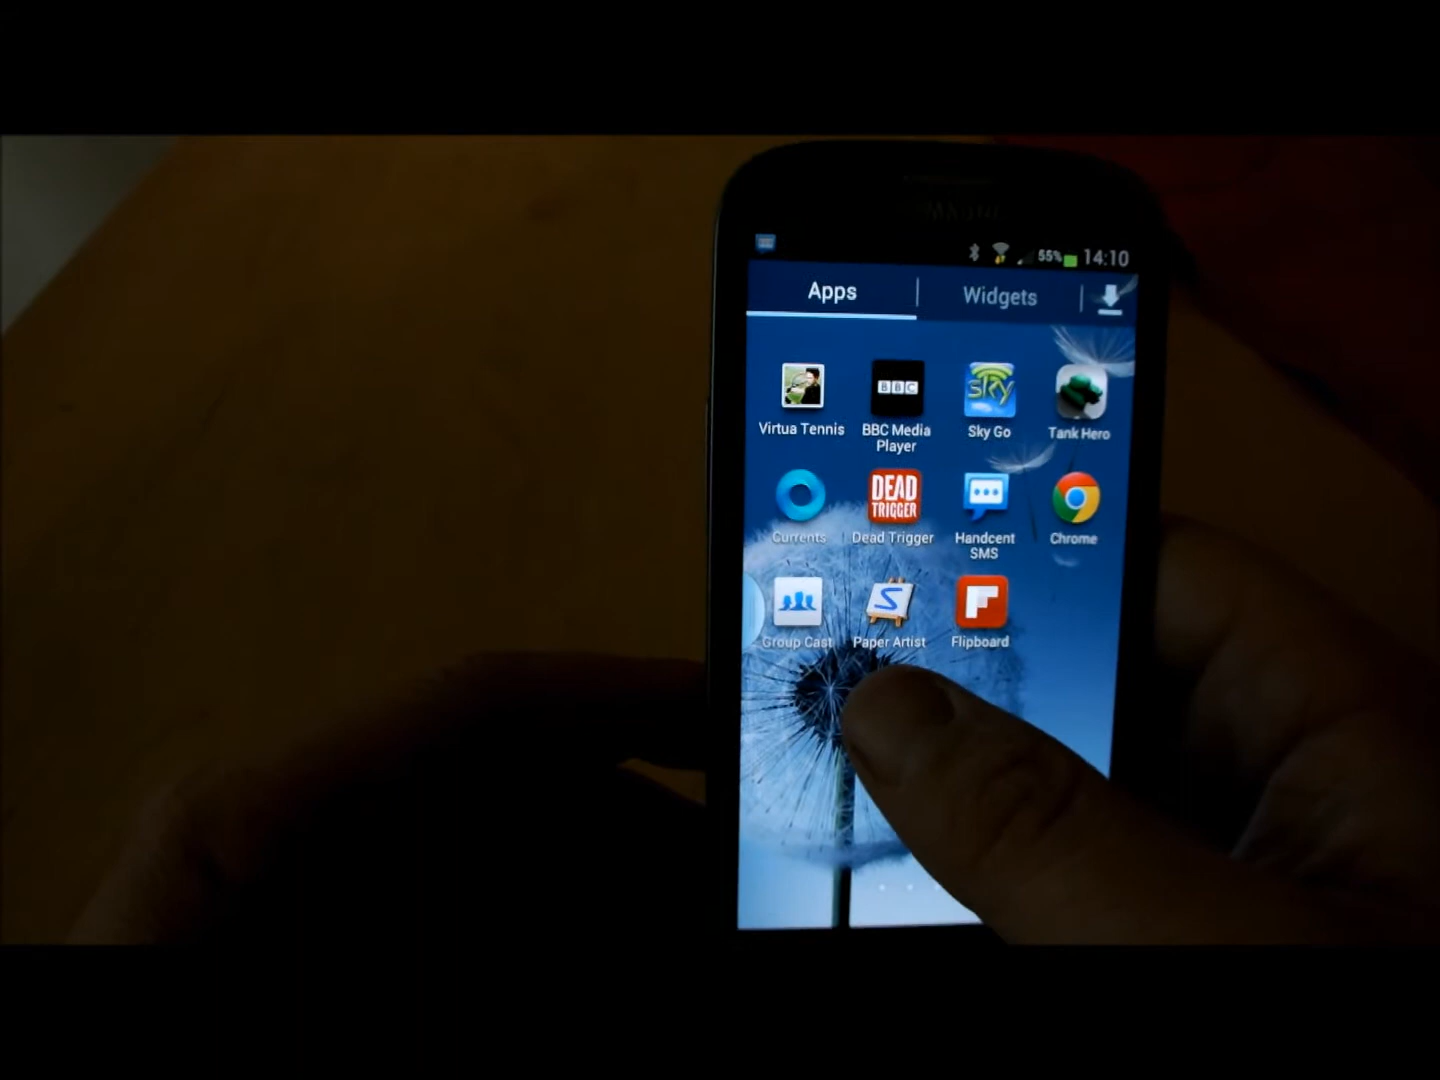 SAMSUNG
55% 14:10
Apps Widgets
BBC
sky
Virtua Tennis BBC Media Player Sky Go Tank Hero
DEAD
TRIGGER
Currents Dead Trigger Handcent SMS Chrome
S
F
Group Cast Paper Artist Flipboard